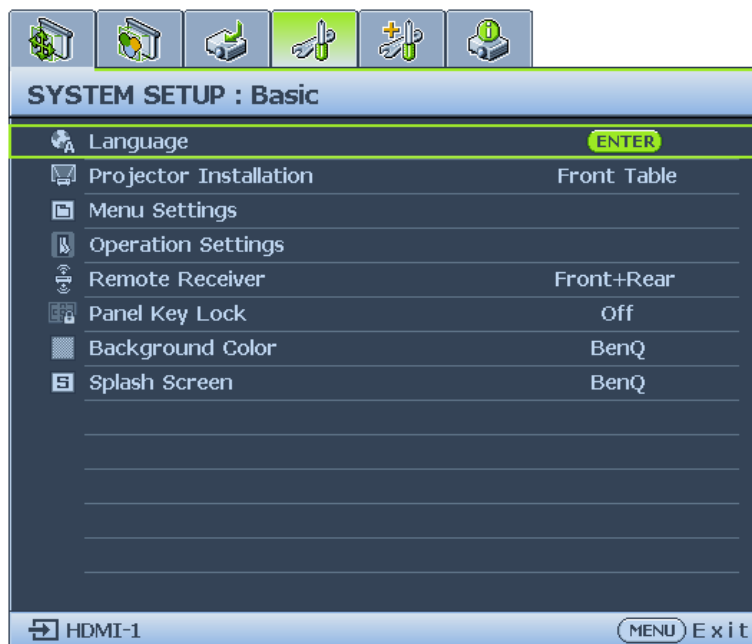 SYSTEM SETUP : Basic
Language ENTER
Projector Installation Front Table
Menu Settings
Operation Settings
Remote Receiver Front+Rear
Panel Key Lock Off
Background Color BenQ
Splash Screen BenQ
HDMI-1 MENU Exit